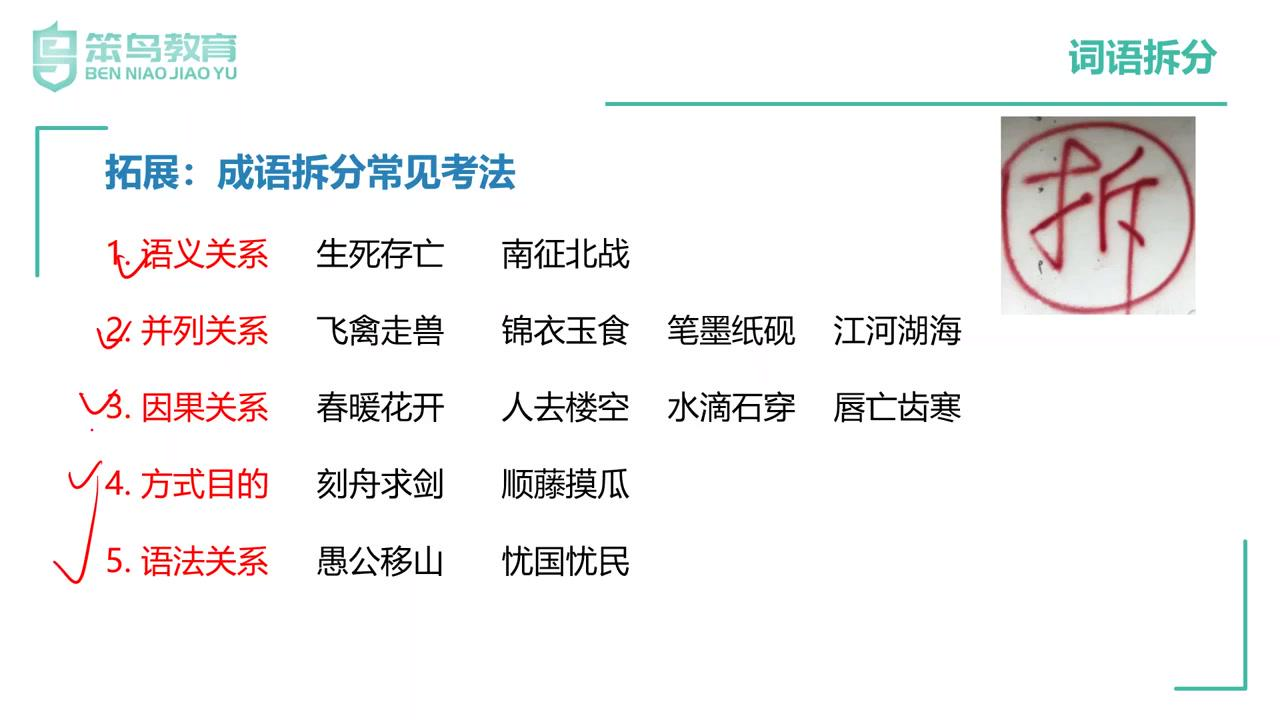 笨鸟教育
BEN NIAO JIAO YU
词语拆分
拆
拓展：成语拆分常见考法
1. 语义关系 生死存亡 南征北战
2. 并列关系 飞禽走兽 锦衣玉食 笔墨纸砚 江河湖海
3. 因果关系 春暖花开 人去楼空 水滴石穿 唇亡齿寒
4. 方式目的 刻舟求剑 顺藤摸瓜
5. 语法关系 愚公移山 忧国忧民